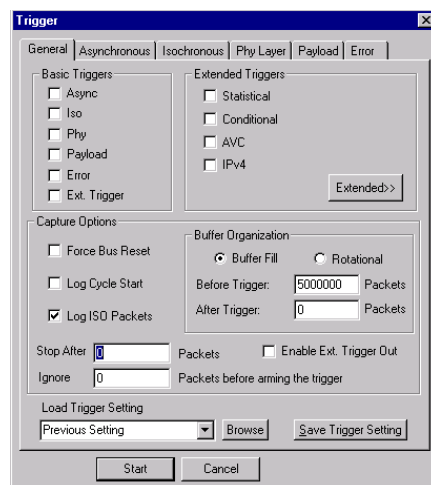 Trigger
General Asynchronous Isochronous Phy Layer Payload Error
Basic Triggers
Async
Iso
Phy
Payload
Error
Ext. Trigger
Extended Triggers
Statistical
Conditional
AVC
IPv4
Extended>>
Capture Options
Force Bus Reset
Log Cycle Start
Log ISO Packets
Buffer Organization
Buffer Fill Rotational
Before Trigger: 5000000 Packets
After Trigger: 0 Packets
Stop After 0 Packets Enable Ext. Trigger Out
Ignore 0 Packets before arming the trigger
Load Trigger Setting
Previous Setting Browse Save Trigger Setting
Start Cancel